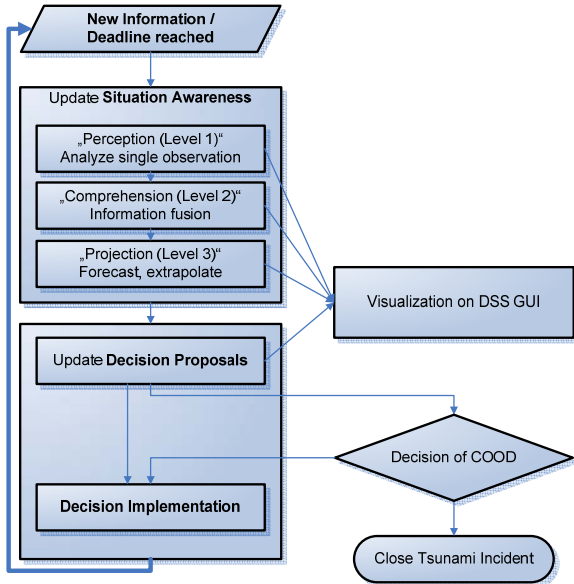 New Information /
Deadline reached
Update Situation Awareness
„Perception (Level 1)“
Analyze single observation
„Comprehension (Level 2)“
Information fusion
„Projection (Level 3)“
Forecast, extrapolate
Visualization on DSS GUI
Update Decision Proposals
Decision of COOD
Decision Implementation
Close Tsunami Incident